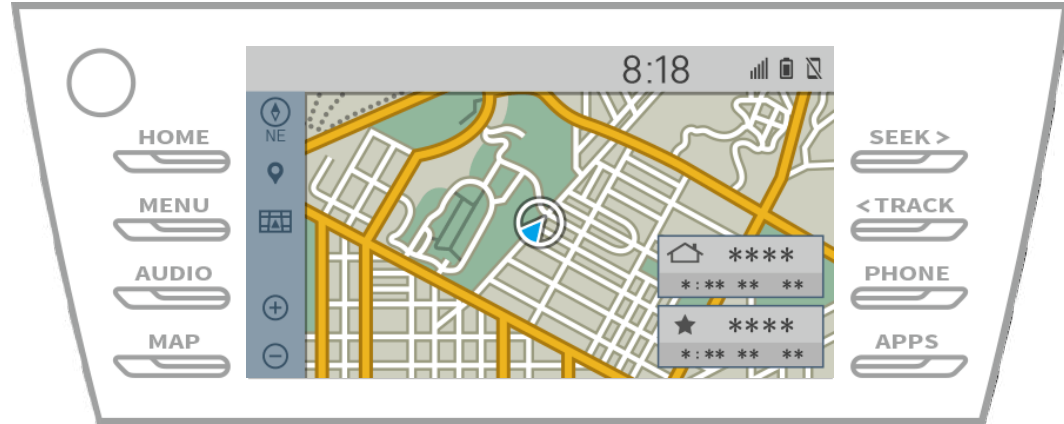 8:18
NE
HOME
MENU
AUDIO
MAP
SEEK >
< TRACK
PHONE
APPS
****
*:** ** **
****
*:** ** **